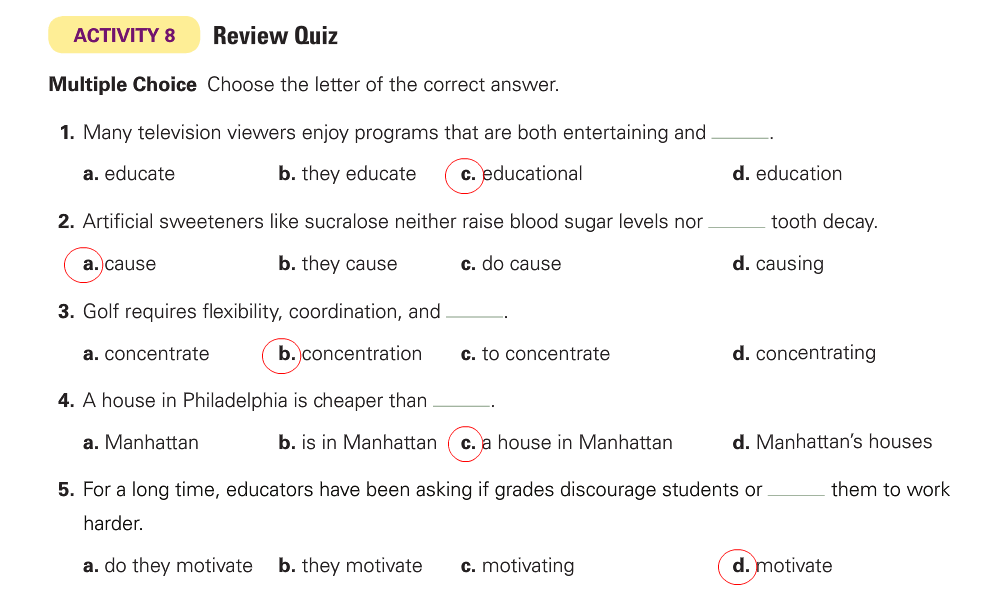 ACTIVITY 8 Review Quiz
Multiple Choice Choose the letter of the correct answer.
1. Many television viewers enjoy programs that are both entertaining and ______.
a. educate b. they educate c. educational d. education
2. Artificial sweeteners like sucralose neither raise blood sugar levels nor ______ tooth decay.
a. cause b. they cause c. do cause d. causing
3. Golf requires flexibility, coordination, and ______.
a. concentrate b. concentration c. to concentrate d. concentrating
4. A house in Philadelphia is cheaper than ______.
a. Manhattan b. is in Manhattan c. a house in Manhattan d. Manhattan's houses
5. For a long time, educators have been asking if grades discourage students or ______ them to work
harder.
a. do they motivate b. they motivate c. motivating d. motivate